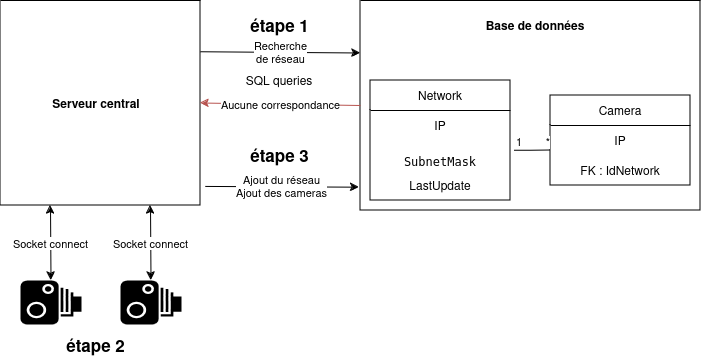 étape 1
Recherche
de réseau
SQL queries
Aucune correspondance
étape 3
Ajout du réseau
Ajout des cameras
Serveur central
Base de données
Network
IP
SubnetMask
LastUpdate
1
*
Camera
IP
FK : IdNetwork
Socket connect
Socket connect
étape 2